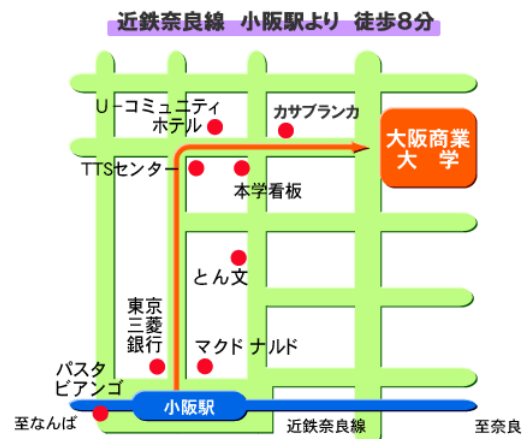 近鉄奈良線 小阪駅より 徒歩8分
U-コミュニティ
ホテル
カサブランカ
大阪商業
大 学
TTSセンター
本学看板
とん文
東京
三菱
銀行
マクドナルド
パスタ
ビアンゴ
小阪駅
至なんば
近鉄奈良線
至奈良